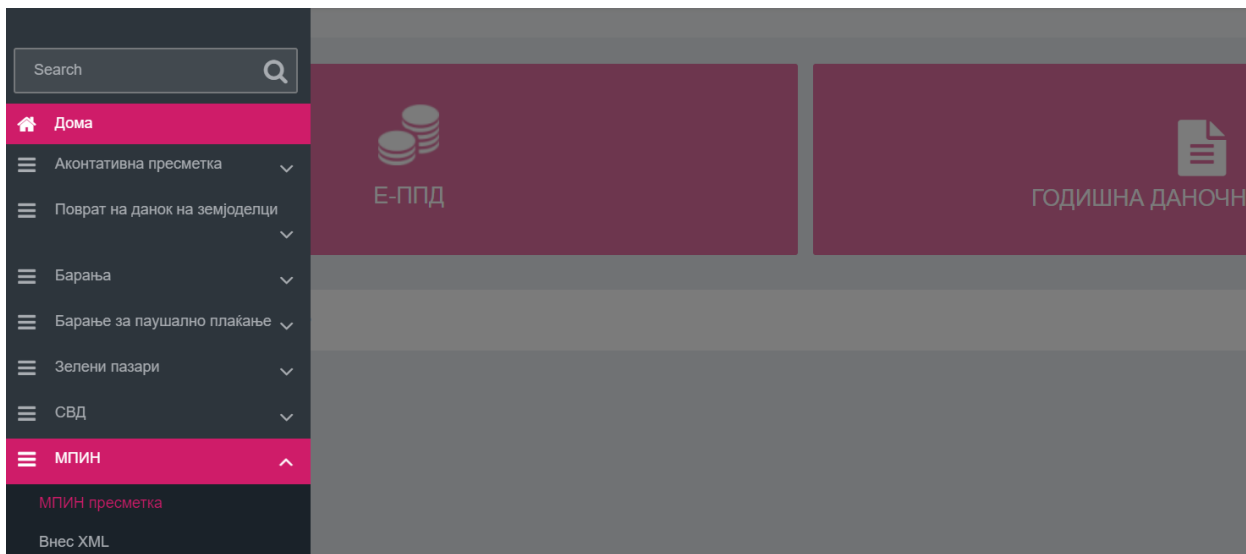 Search
Дома
Аконтативна пресметка
Поврат на данок на земјоделци
Барања
Барање за паушално плаќање
Зелени пазари
СВД
МПИН
МПИН пресметка
Внес XML
Е-ППД
ГОДИШНА ДАНОЧН